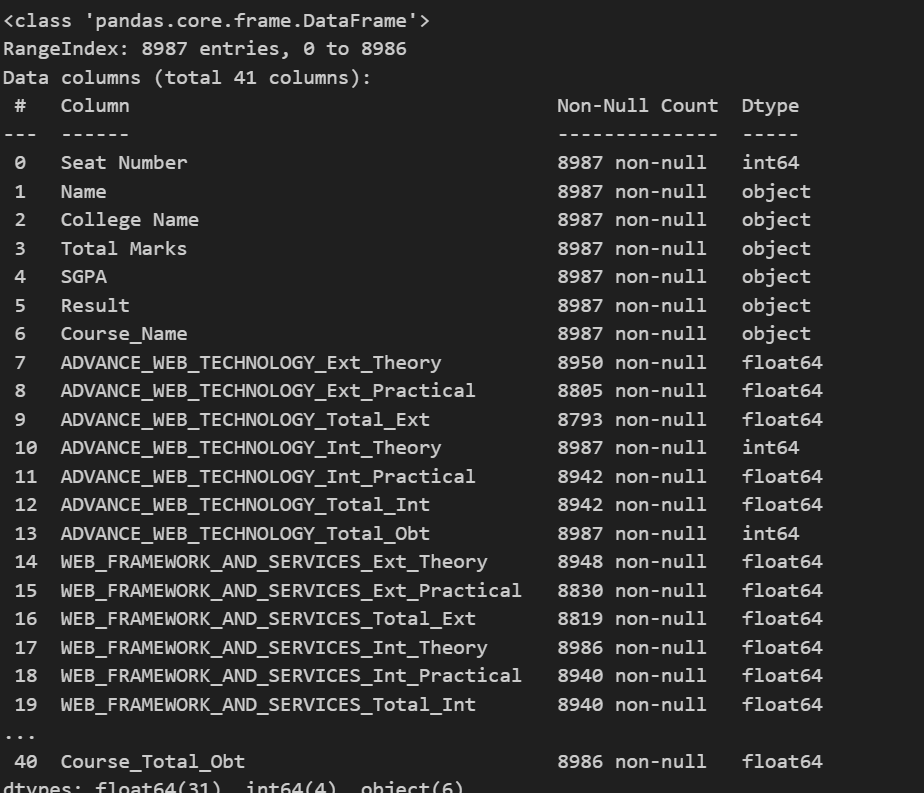 <class 'pandas.core.frame.DataFrame'>
RangeIndex: 8987 entries, 0 to 8986
Data columns (total 41 columns):
 #   Column                                     Non-Null Count  Dtype
---  ------                                     --------------  -----
 0   Seat Number                                8987 non-null   int64
 1   Name                                       8987 non-null   object
 2   College Name                               8987 non-null   object
 3   Total Marks                                8987 non-null   object
 4   SGPA                                       8987 non-null   object
 5   Result                                     8987 non-null   object
 6   Course_Name                                8987 non-null   object
 7   ADVANCE_WEB_TECHNOLOGY_Ext_Theory          8950 non-null   float64
 8   ADVANCE_WEB_TECHNOLOGY_Ext_Practical       8805 non-null   float64
 9   ADVANCE_WEB_TECHNOLOGY_Total_Ext           8793 non-null   float64
 10  ADVANCE_WEB_TECHNOLOGY_Int_Theory          8987 non-null   int64
 11  ADVANCE_WEB_TECHNOLOGY_Int_Practical       8942 non-null   float64
 12  ADVANCE_WEB_TECHNOLOGY_Total_Int           8942 non-null   float64
 13  ADVANCE_WEB_TECHNOLOGY_Total_Obt           8987 non-null   int64
 14  WEB_FRAMEWORK_AND_SERVICES_Ext_Theory      8948 non-null   float64
 15  WEB_FRAMEWORK_AND_SERVICES_Ext_Practical   8830 non-null   float64
 16  WEB_FRAMEWORK_AND_SERVICES_Total_Ext       8819 non-null   float64
 17  WEB_FRAMEWORK_AND_SERVICES_Int_Theory      8986 non-null   float64
 18  WEB_FRAMEWORK_AND_SERVICES_Int_Practical   8940 non-null   float64
 19  WEB_FRAMEWORK_AND_SERVICES_Total_Int       8940 non-null   float64
...
 40  Course_Total_Obt                           8986 non-null   float64
dtypes: float64(31), int64(4), object(6)